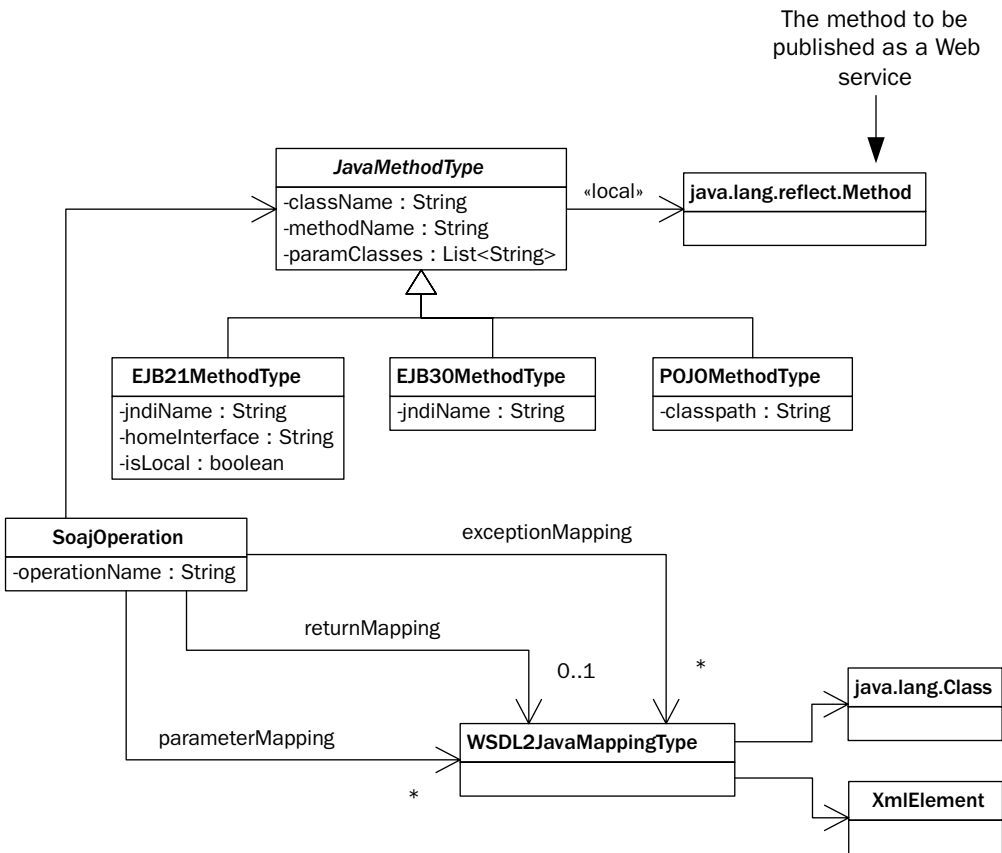 The method to be
published as a Web
service
JavaMethodType
-className : String
-methodName : String
-paramClasses : List<String>
«local»
java.lang.reflect.Method
EJB21MethodType
-jndiName : String
-homeInterface : String
-isLocal : boolean
EJB30MethodType
-jndiName : String
POJOMethodType
-classpath : String
SoajOperation
-operationName : String
exceptionMapping
returnMapping
0..1
*
parameterMapping
*
WSDL2JavaMappingType
java.lang.Class
XmlElement